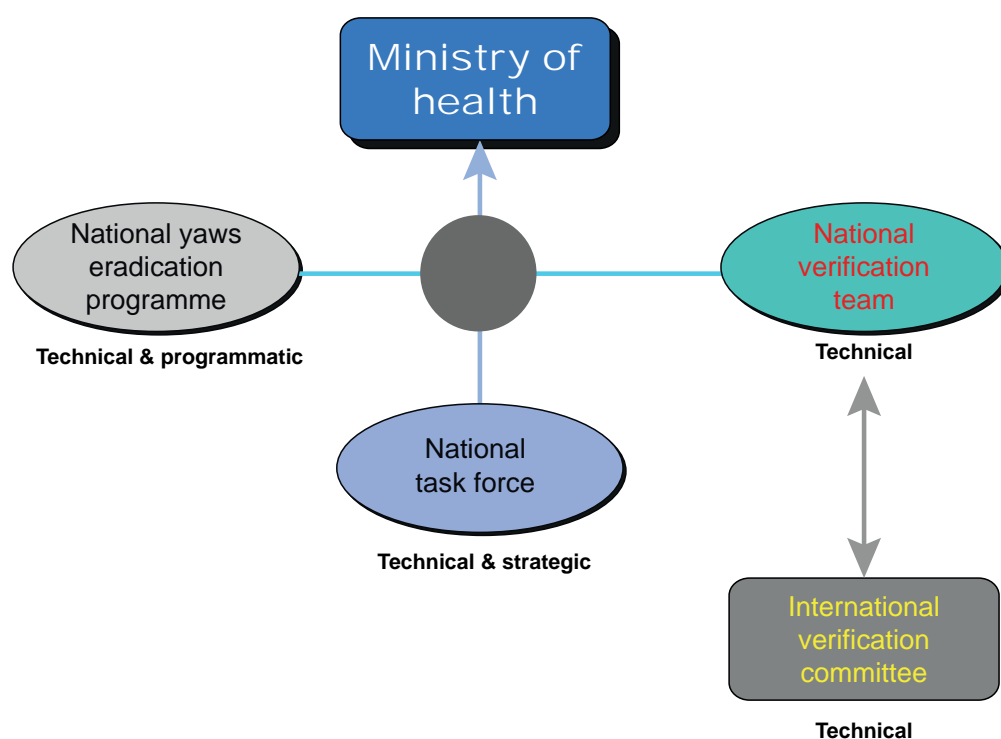 Ministry of
health
National yaws
eradication
programme
Technical & programmatic
National
verification
team
Technical
National
task force
Technical & strategic
International
verification
committee
Technical